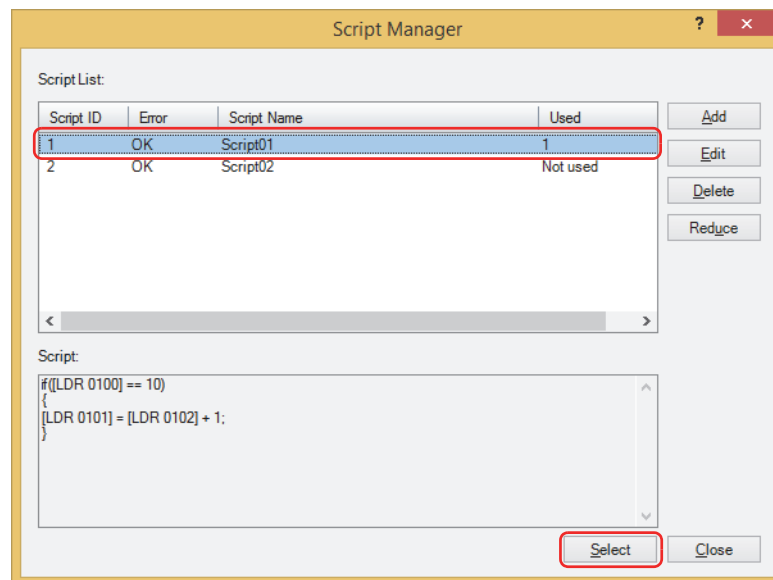 Script Manager
? ×
Script List:
Script ID Error Script Name Used
1 OK Script01 1
2 OK Script02 Not used
Add
Edit
Delete
Reduce
Script:
if([LDR 0100] == 10)
{
[LDR 0101] = [LDR 0102] + 1;
}
Select Close